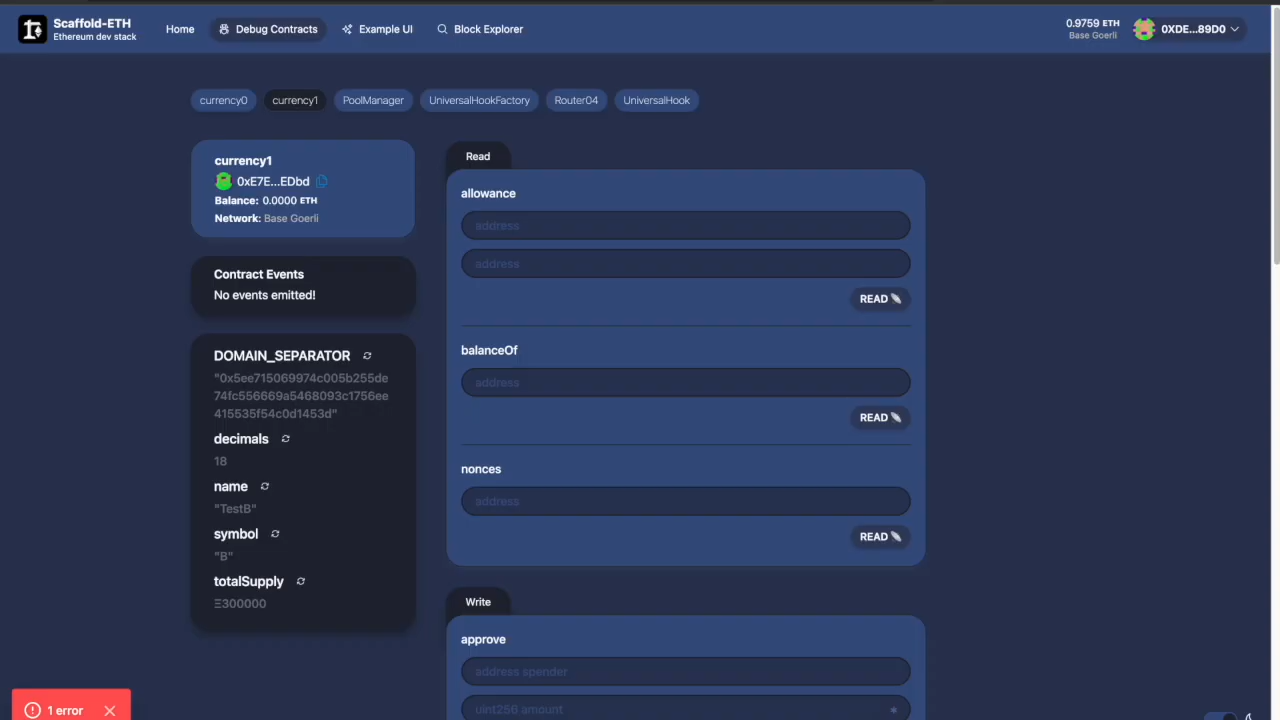 Scaffold-ETH
Ethereum dev stack
Home
Debug Contracts
Example UI
Block Explorer
0.9759 ETH
Base Goerli
0XDE...89D0
currency0
currency1
PoolManager
UniversalHookFactory
Router04
UniversalHook
currency1
0xE7E...EDbd
Balance: 0.0000 ETH
Network: Base Goerli
Contract Events
No events emitted!
DOMAIN_SEPARATOR
"0x5ee715069974c005b255de
74fc556669a5468093c1756ee
415535f54c0d1453d"
decimals
18
name
"TestB"
symbol
"B"
totalSupply
Ξ300000
Read
allowance
address
address
READ
balanceOf
address
READ
nonces
address
READ
Write
approve
address spender
uint256 amount
∗
1 error